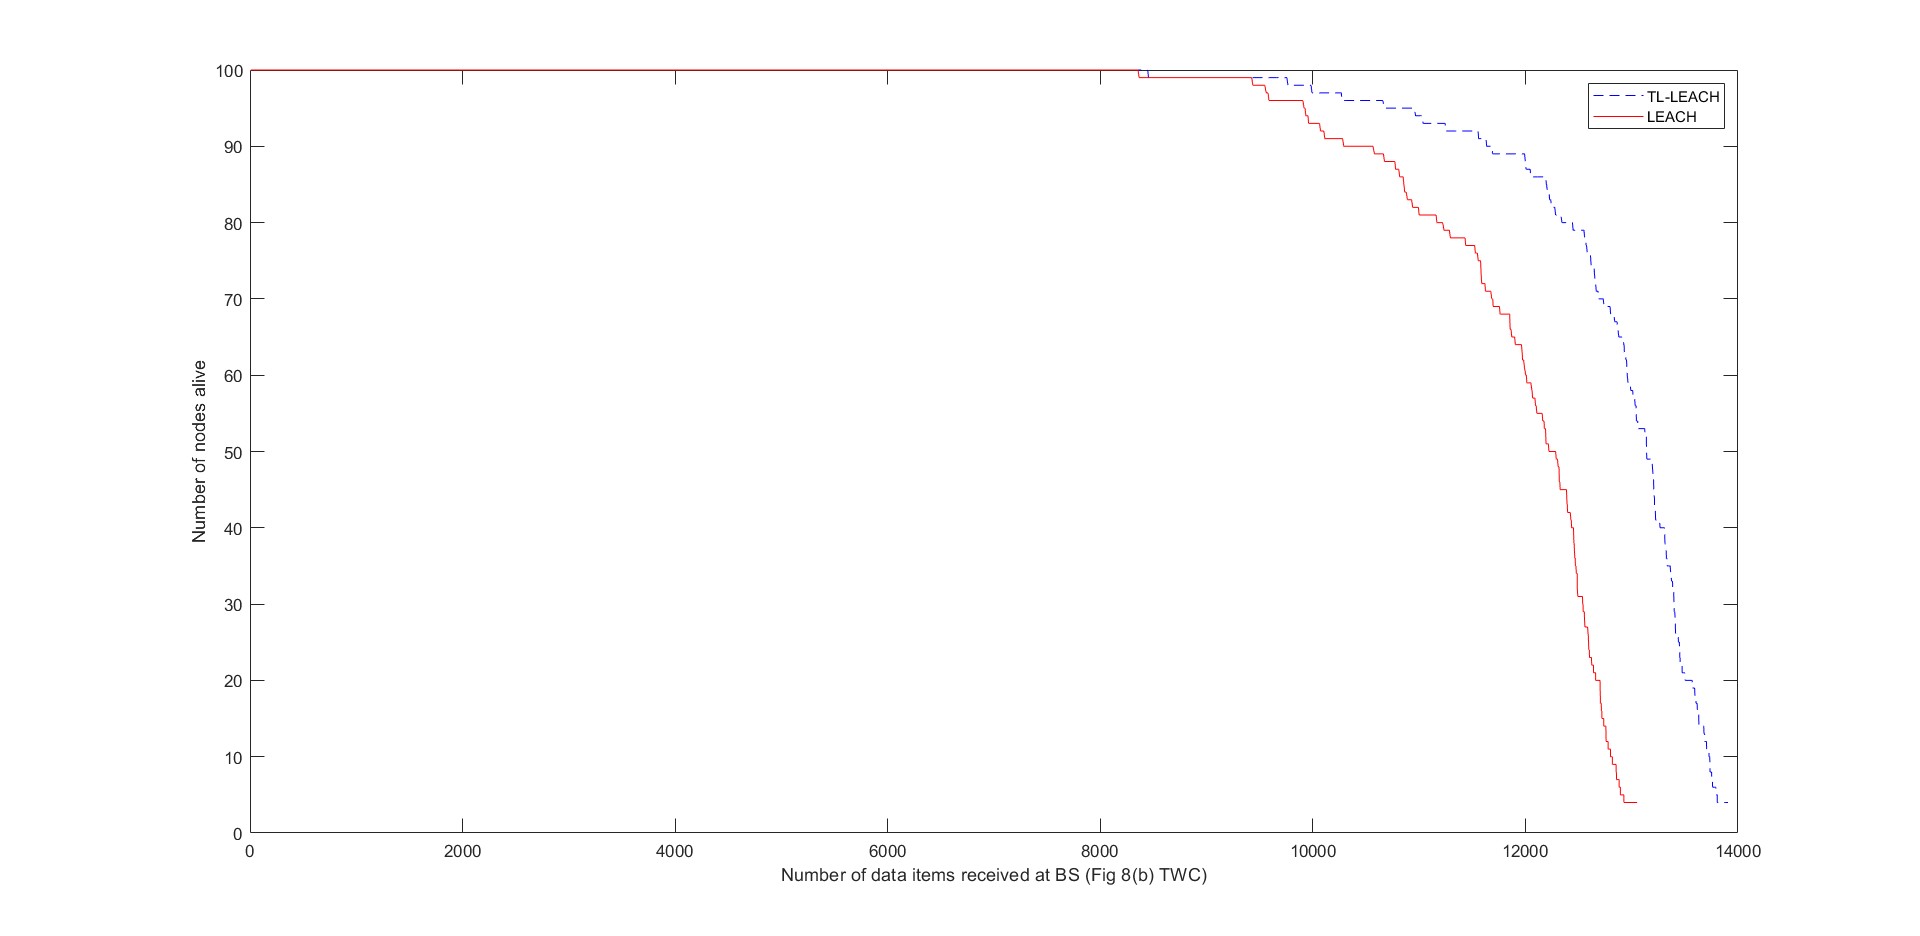 100
90
80
70
60
50
40
30
20
10
0
Number of nodes alive
TL-LEACH
LEACH
0 2000 4000 6000 8000 10000 12000 14000
Number of data items received at BS (Fig 8(b) TWC)